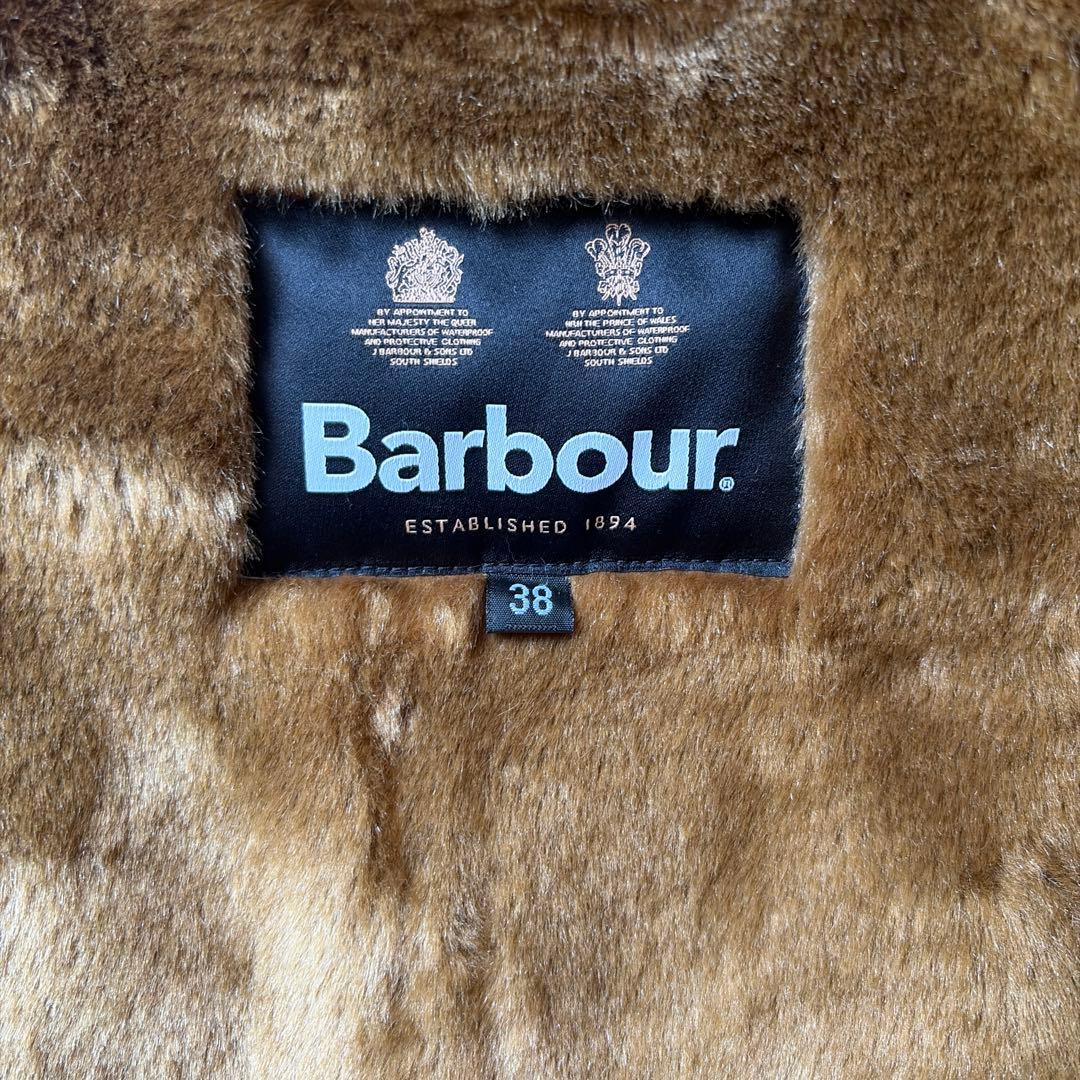 BY APPOINTMENT TO
HER MAJESTY THE QUEEN
MANUFACTURERS OF WATERPROOF
AND PROTECTIVE CLOTHING
J BARBOUR & SONS LTD
SOUTH SHIELDS
BY APPOINTMENT TO
HRH THE PRINCE OF WALES
MANUFACTURERS OF WATERPROOF
AND PROTECTIVE CLOTHING
J BARBOUR & SONS LTD
SOUTH SHIELDS
Barbour®
ESTABLISHED 1894
38